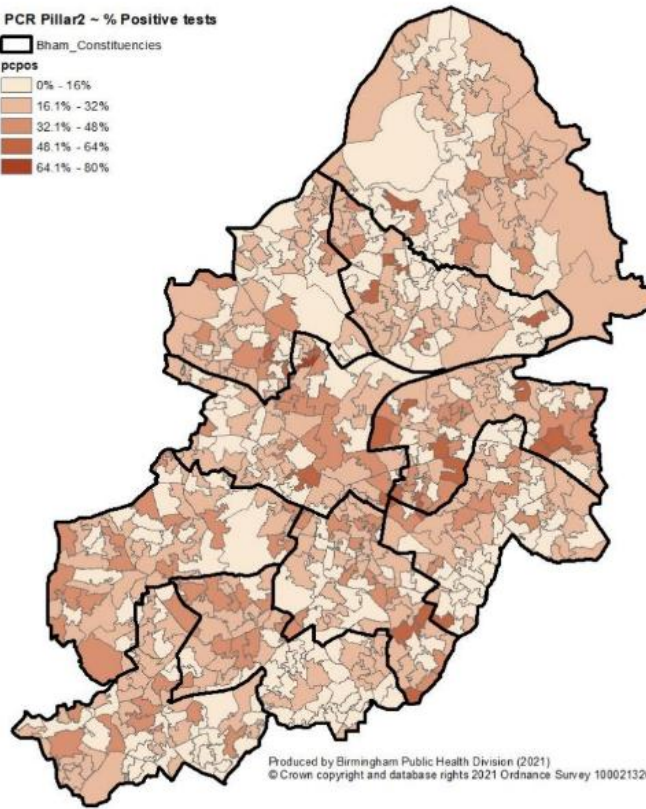 PCR Pillar2 ~ % Positive tests
Bham_Constituencies
pcpos
0% - 16%
16.1% - 32%
32.1% - 48%
48.1% - 64%
64.1% - 80%
Produced by Birmingham Public Health Division (2021)
© Crown copyright and database rights 2021 Ordnance Survey